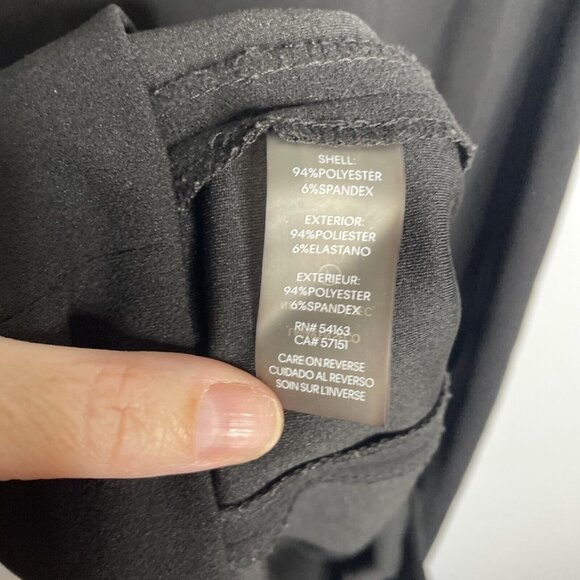 SHELL:
94%POLYESTER
6%SPANDEX
EXTERIOR:
94%POLIESTER
6%ELASTANO
EXTERIEUR:
94%POLYESTER
6%SPANDEX
RN# 54163
CA# 57151
CARE ON REVERSE
CUIDADO AL REVERSO
SOIN SUR L'INVERSE